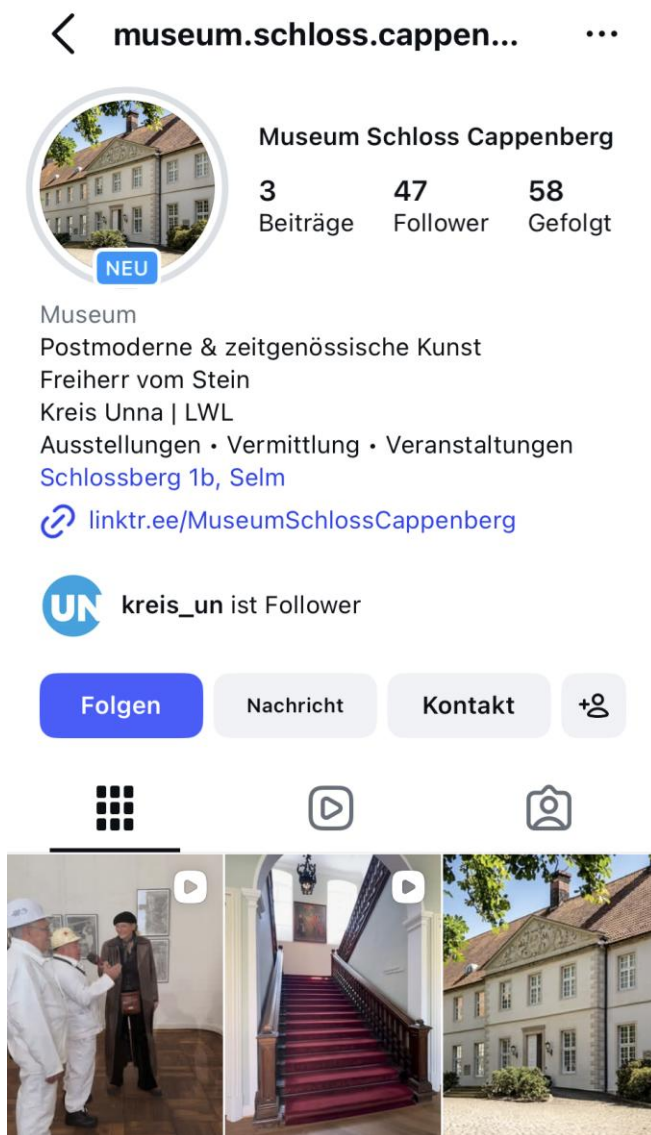 museum.schloss.cappen...
Museum Schloss Cappenberg
3 47 58
Beiträge Follower Gefolgt
NEU
Museum
Postmoderne & zeitgenössische Kunst
Freiherr vom Stein
Kreis Unna | LWL
Ausstellungen • Vermittlung • Veranstaltungen
Schlossberg 1b, Selm
linktr.ee/MuseumSchlossCappenberg
UN kreis_un ist Follower
Folgen Nachricht Kontakt